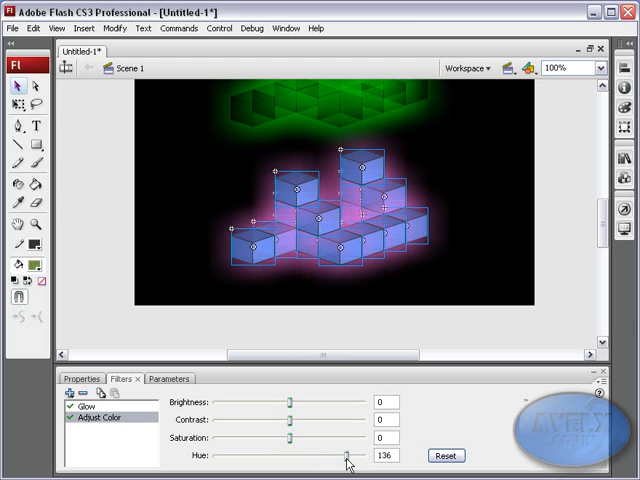 Adobe Flash CS3 Professional - [Untitled-1*]
File Edit View Insert Modify Text Commands Control Debug Window Help
Untitled-1*
Scene 1 Workspace 100%
Fl
T
Properties Filters Parameters
Glow
Adjust Color
Brightness: 0
Contrast: 0
Saturation: 0
Hue: 136 Reset